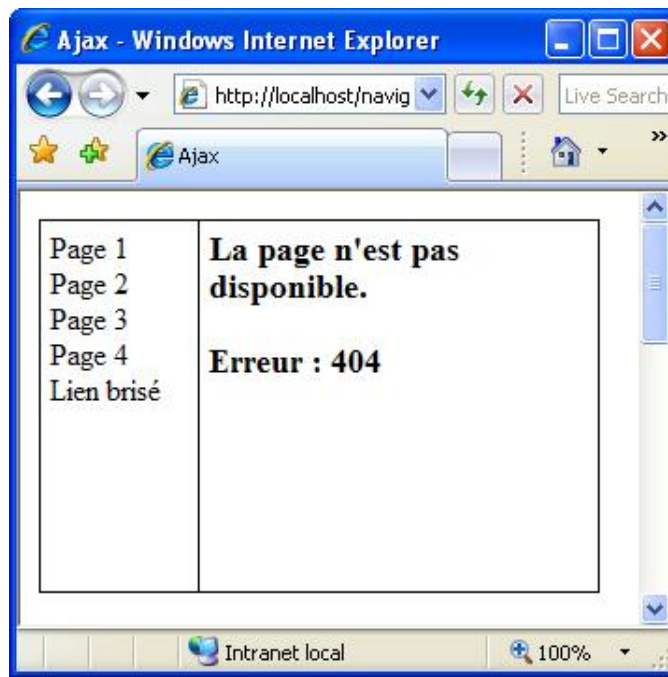 Ajax - Windows Internet Explorer
http://localhost/navig
Live Search
Ajax
Page 1
Page 2
Page 3
Page 4
Lien brisé
La page n'est pas
disponible.
Erreur : 404
Intranet local
100%